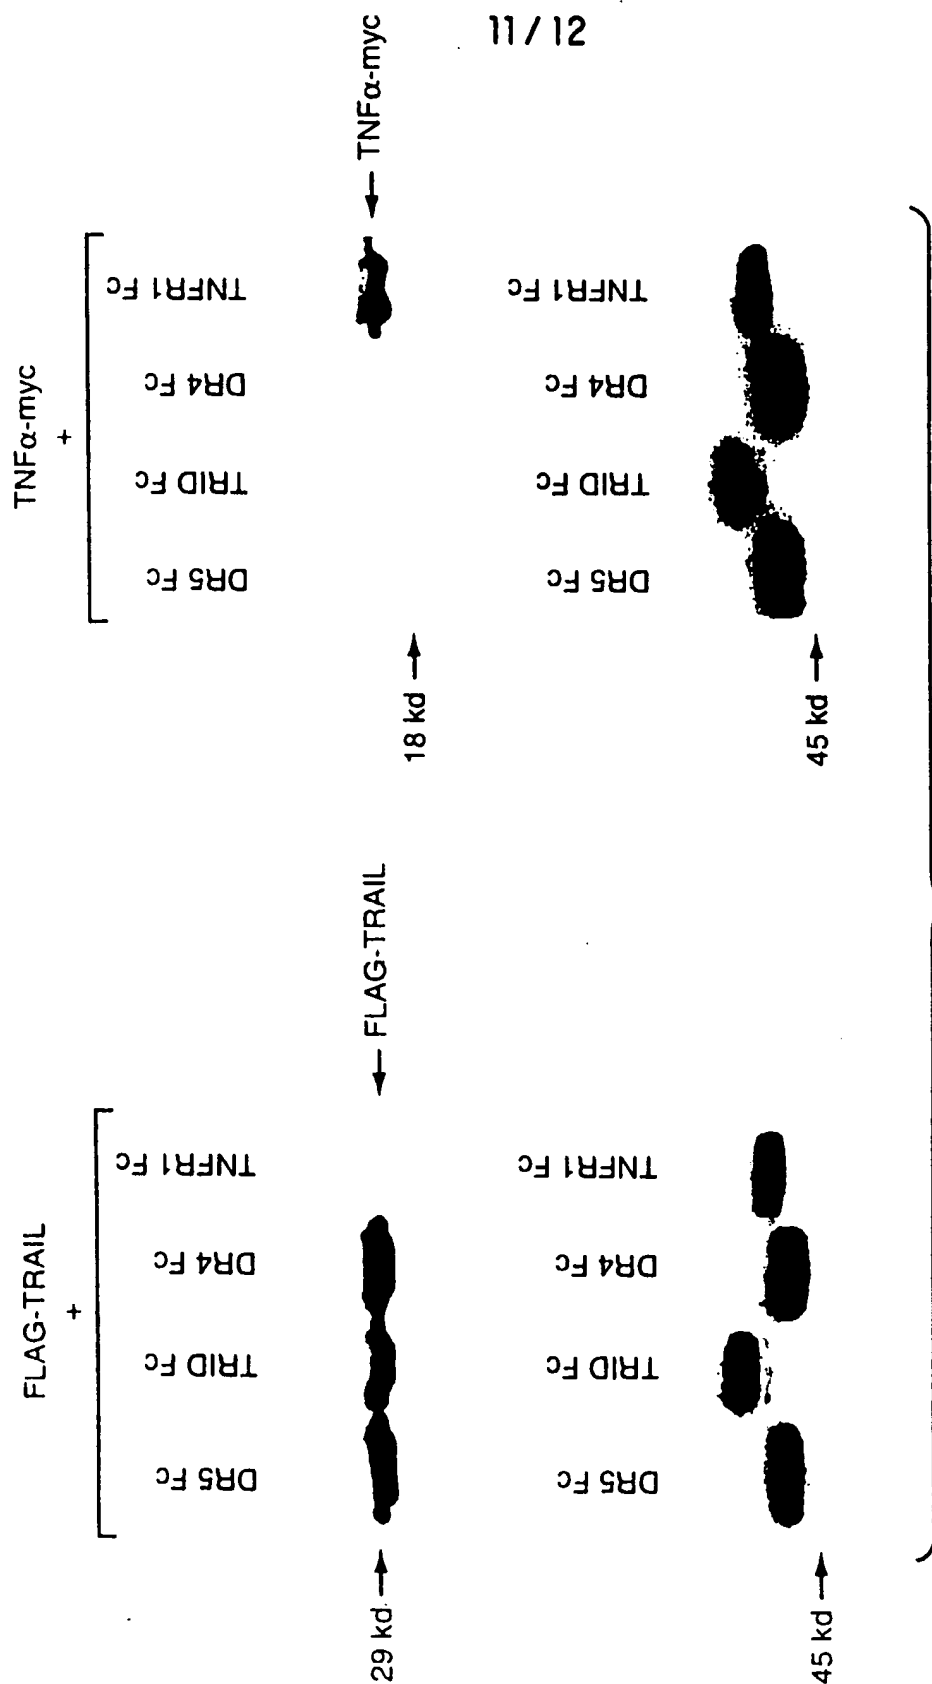 11/12
FLAG-TRAIL
+
DR5 Fc
TRID Fc
DR4 Fc
TNFR1 Fc
29 kd →
← FLAG-TRAIL
DR5 Fc
TRID Fc
DR4 Fc
TNFR1 Fc
45 kd →
TNFα-myc
+
DR5 Fc
TRID Fc
DR4 Fc
TNFR1 Fc
18 kd →
← TNFα-myc
DR5 Fc
TRID Fc
DR4 Fc
TNFR1 Fc
45 kd →